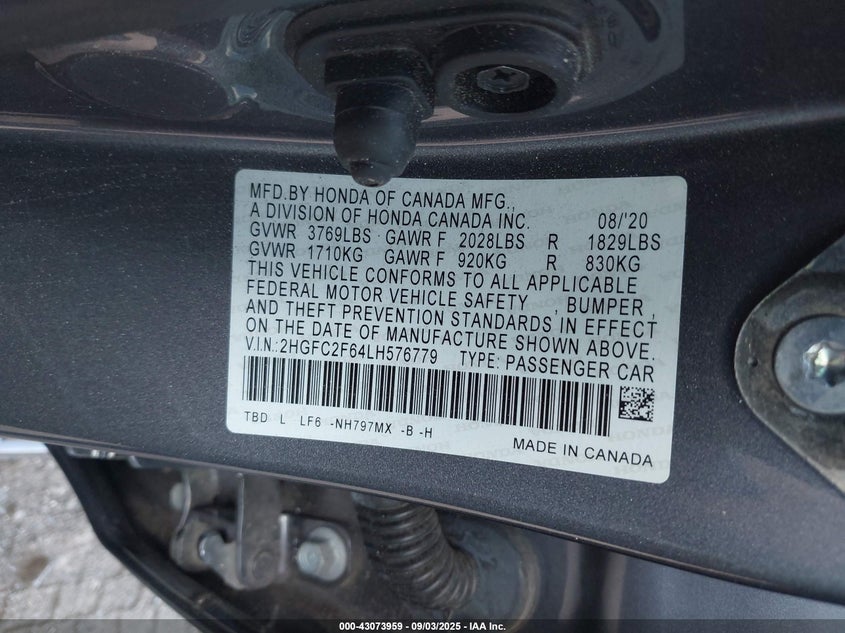 MFD.BY HONDA OF CANADA MFG.,
A DIVISION OF HONDA CANADA INC. 08/'20
GVWR 3769LBS GAWR F 2028LBS R 1829LBS
GVWR 1710KG GAWR F 920KG R 830KG
THIS VEHICLE CONFORMS TO ALL APPLICABLE
FEDERAL MOTOR VEHICLE SAFETY , BUMPER ,
AND THEFT PREVENTION STANDARDS IN EFFECT
ON THE DATE OF MANUFACTURE SHOWN ABOVE.
V.I.N.:2HGFC2F64LH576779 TYPE: PASSENGER CAR
TBD L LF6 -NH797MX -B -H
MADE IN CANADA
000-43073959 - 09/03/2025 - IAA Inc.